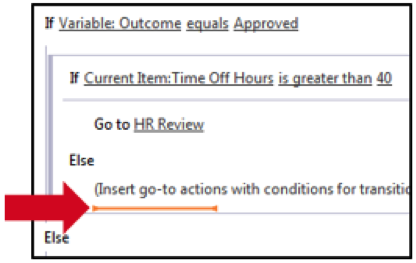 If Variable: Outcome equals Approved
If Current Item:Time Off Hours is greater than 40
Go to HR Review
Else
(Insert go-to actions with conditions for
Else